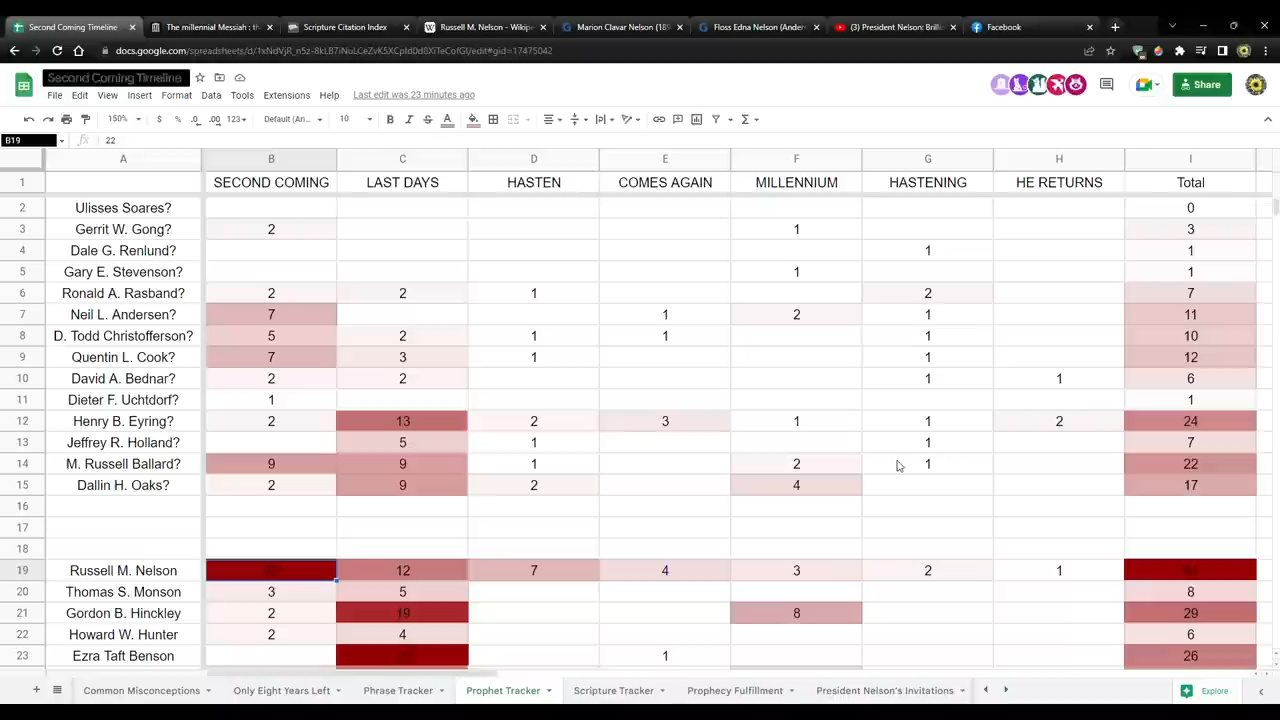 Second Coming Timeline
The millennial Messiah : th
Scripture Citation Index
Russell M. Nelson - Wikipe
Marion Clavar Nelson (189
Floss Edna Nelson (Anders
(3) President Nelson: Brilli
Facebook
Second Coming Timeline
File Edit View Insert Format Data Tools Extensions Help Last edit was 23 minutes ago
Share
150% $ % .0 .00 123 Default (Ari... 10
B19 fx 22
A B C D E F G H I
1 SECOND COMING LAST DAYS HASTEN COMES AGAIN MILLENNIUM HASTENING HE RETURNS Total
2 Ulisses Soares? 0
3 Gerrit W. Gong? 2 1 3
4 Dale G. Renlund? 1 1
5 Gary E. Stevenson? 1 1
6 Ronald A. Rasband? 2 2 1 2 7
7 Neil L. Andersen? 7 1 2 1 11
8 D. Todd Christofferson? 5 2 1 1 1 10
9 Quentin L. Cook? 7 3 1 1 12
10 David A. Bednar? 2 2 1 1 6
11 Dieter F. Uchtdorf? 1 1
12 Henry B. Eyring? 2 13 2 3 1 1 2 24
13 Jeffrey R. Holland? 5 1 1 7
14 M. Russell Ballard? 9 9 1 2 1 22
15 Dallin H. Oaks? 2 9 2 4 17
16
17
18
19 Russell M. Nelson 12 7 4 3 2 1
20 Thomas S. Monson 3 5 8
21 Gordon B. Hinckley 2 19 8 29
22 Howard W. Hunter 2 4 6
23 Ezra Taft Benson 1 26
Common Misconceptions Only Eight Years Left Phrase Tracker Prophet Tracker Scripture Tracker Prophecy Fulfillment President Nelson's Invitations Explore